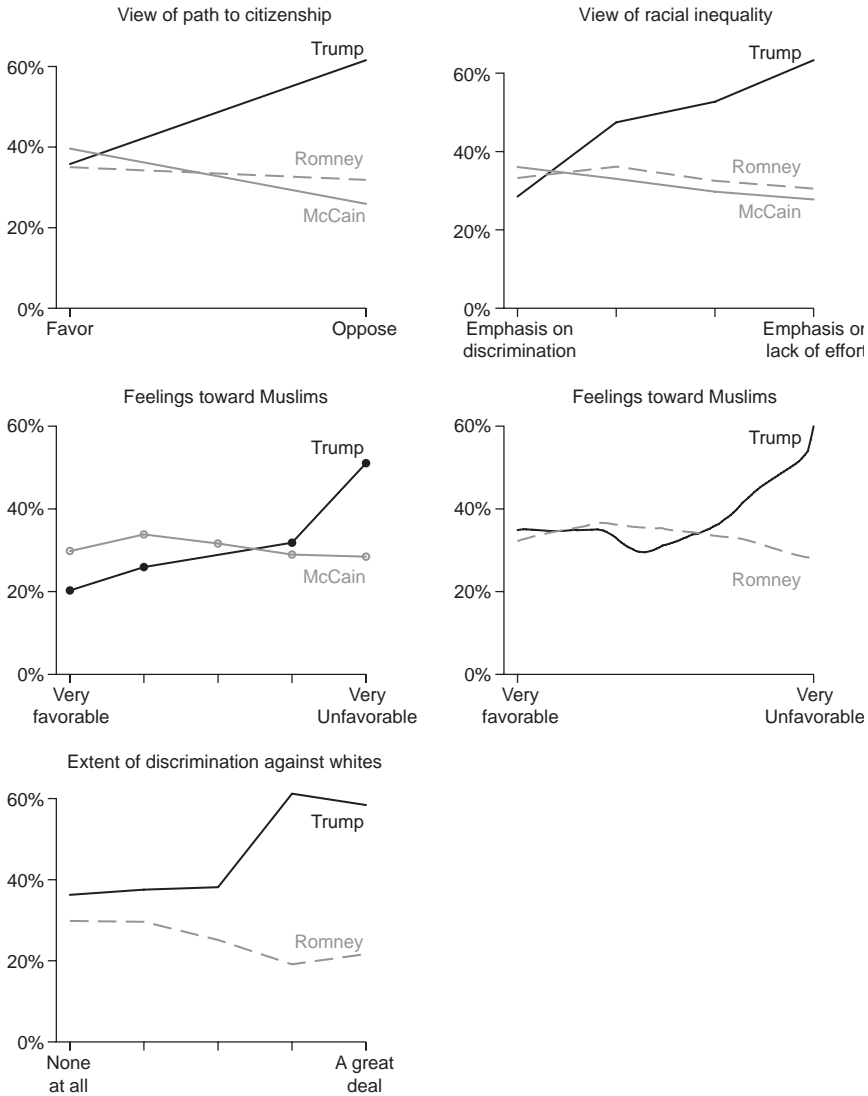 View of path to citizenship
60%
40%
20%
0%
Trump
Romney
McCain
Favor
Oppose
View of racial inequality
60%
40%
20%
0%
Trump
Romney
McCain
Emphasis on
discrimination
Emphasis on
lack of effort
Feelings toward Muslims
60%
40%
20%
0%
Trump
McCain
Very
favorable
Very
Unfavorable
Feelings toward Muslims
60%
40%
20%
0%
Trump
Romney
Very
favorable
Very
Unfavorable
Extent of discrimination against whites
60%
40%
20%
0%
Trump
Romney
None
at all
A great
deal